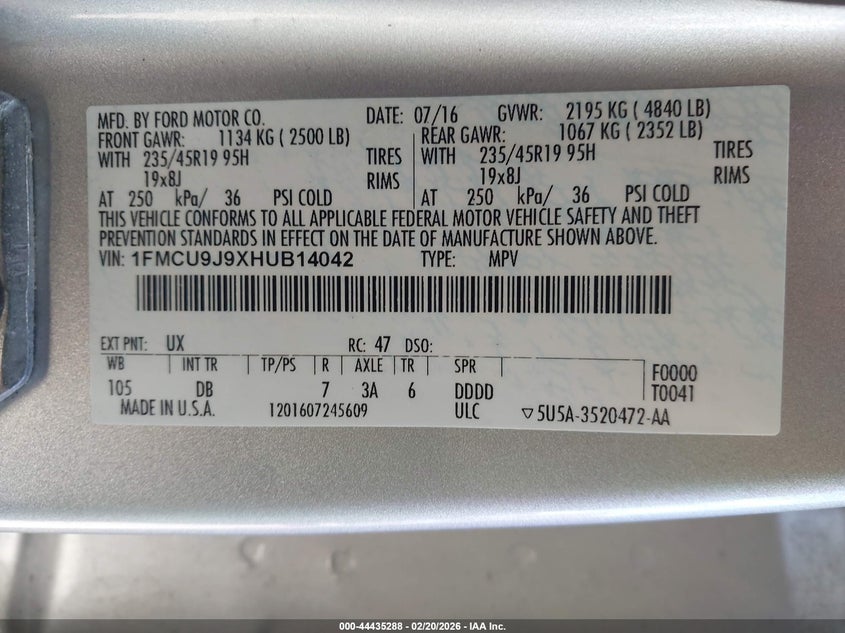 MFD. BY FORD MOTOR CO. DATE: 07/16 GVWR: 2195 KG ( 4840 LB)
FRONT GAWR: 1134 KG ( 2500 LB) REAR GAWR: 1067 KG ( 2352 LB)
WITH 235/45R19 95H TIRES WITH 235/45R19 95H TIRES
19x8J RIMS 19x8J RIMS
AT 250 kPa/ 36 PSI COLD AT 250 kPa/ 36 PSI COLD
THIS VEHICLE CONFORMS TO ALL APPLICABLE FEDERAL MOTOR VEHICLE SAFETY AND THEFT
PREVENTION STANDARDS IN EFFECT ON THE DATE OF MANUFACTURE SHOWN ABOVE.
VIN: 1FMCU9J9XHUB14042 TYPE: MPV
EXT PNT: UX RC: 47 DSO:
WB INT TR TP/PS R AXLE TR SPR F0000
105 DB 7 3A 6 DDDD T0041
MADE IN U.S.A. 1201607245609 ULC ▽5U5A-3520472-AA
000-44435288 - 02/20/2026 - IAA Inc.